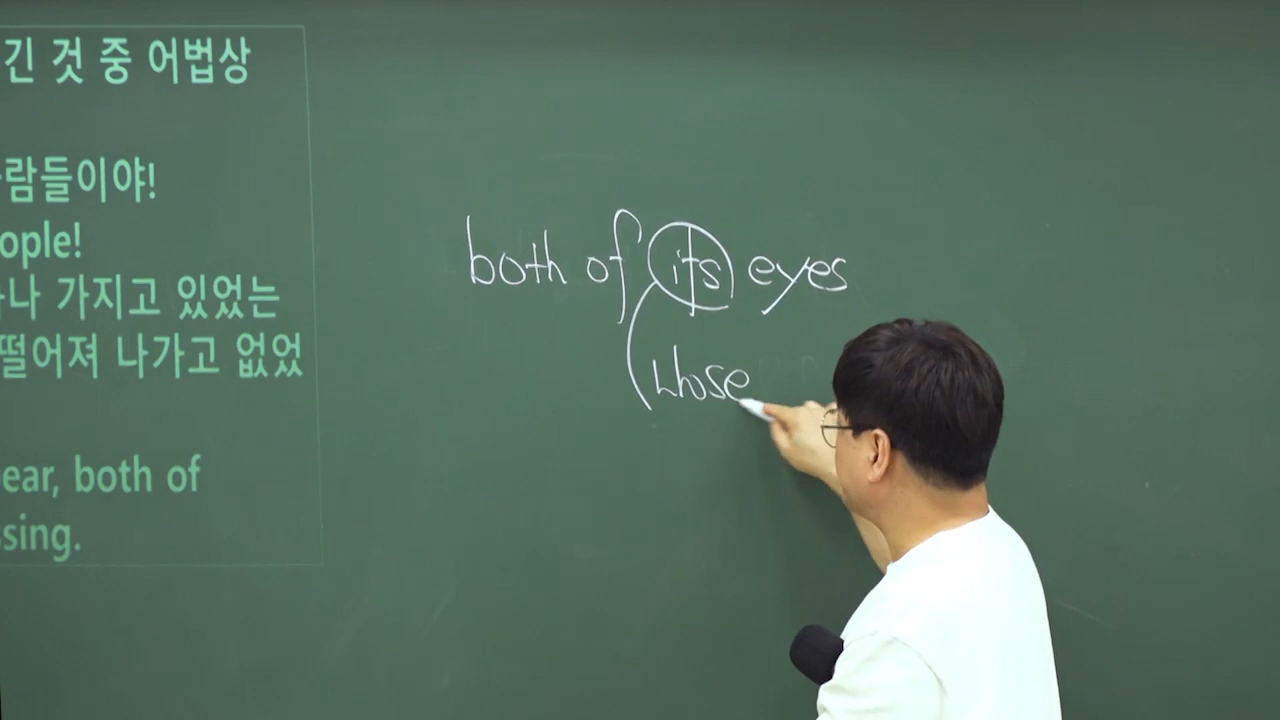 긴 것 중 어법상
람들이야!
ople!
나 가지고 있었는
떨어져 나가고 없었
ear, both of
sing.
both of its eyes
whose